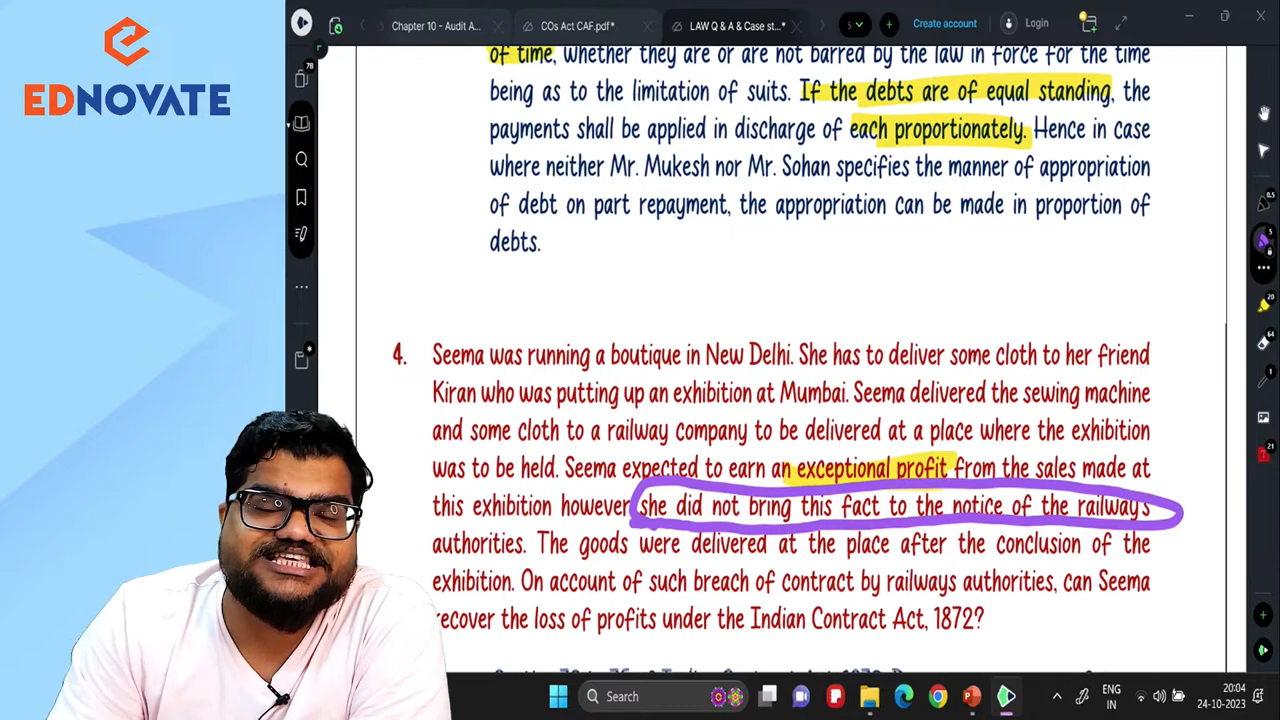 EDNOVATE
Chapter 10 - Audit A...
COs Act CAF.pdf*
LAW Q & A & Case st...*
5
Create account
Login
78
of time, whether they are or are not barred by the law in force for the time
being as to the limitation of suits. If the debts are of equal standing, the
payments shall be applied in discharge of each proportionately. Hence in case
where neither Mr. Mukesh nor Mr. Sohan specifies the manner of appropriation
of debt on part repayment, the appropriation can be made in proportion of
debts.
4. Seema was running a boutique in New Delhi. She has to deliver some cloth to her friend
Kiran who was putting up an exhibition at Mumbai. Seema delivered the sewing machine
and some cloth to a railway company to be delivered at a place where the exhibition
was to be held. Seema expected to earn an exceptional profit from the sales made at
this exhibition however she did not bring this fact to the notice of the railway's
authorities. The goods were delivered at the place after the conclusion of the
exhibition. On account of such breach of contract by railways authorities, can Seema
recover the loss of profits under the Indian Contract Act, 1872?
0.5
5
20
64
1
21
Search
ENG
IN
20:04
24-10-2023